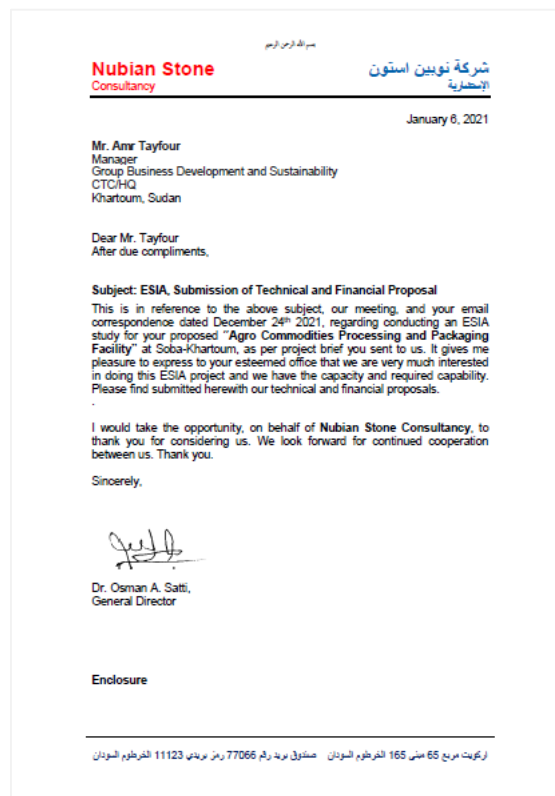 بسم الله الرحمن الرحيم
Nubian Stone
شركة نوبين استون
Consultancy
الإستشارية
January 6, 2021
Mr. Amr Tayfour
Manager
Group Business Development and Sustainability
CTC/HQ
Khartoum, Sudan
Dear Mr. Tayfour
After due compliments,
Subject: ESIA, Submission of Technical and Financial Proposal
This is in reference to the above subject, our meeting, and your email
correspondence dated December 24th 2021, regarding conducting an ESIA
study for your proposed "Agro Commodities Processing and Packaging
Facility" at Soba-Khartoum, as per project brief you sent to us. It gives me
pleasure to express to your esteemed office that we are very much interested
in doing this ESIA project and we have the capacity and required capability.
Please find submitted herewith our technical and financial proposals.
.
I would take the opportunity, on behalf of Nubian Stone Consultancy, to
thank you for considering us. We look forward for continued cooperation
between us. Thank you.
Sincerely,
Dr. Osman A. Satti,
General Director
Enclosure
اركويت مربع 65 مبنى 165 الخرطوم السودان صندوق بريد رقم 77066 رمز بريدي 11123 الخرطوم السودان